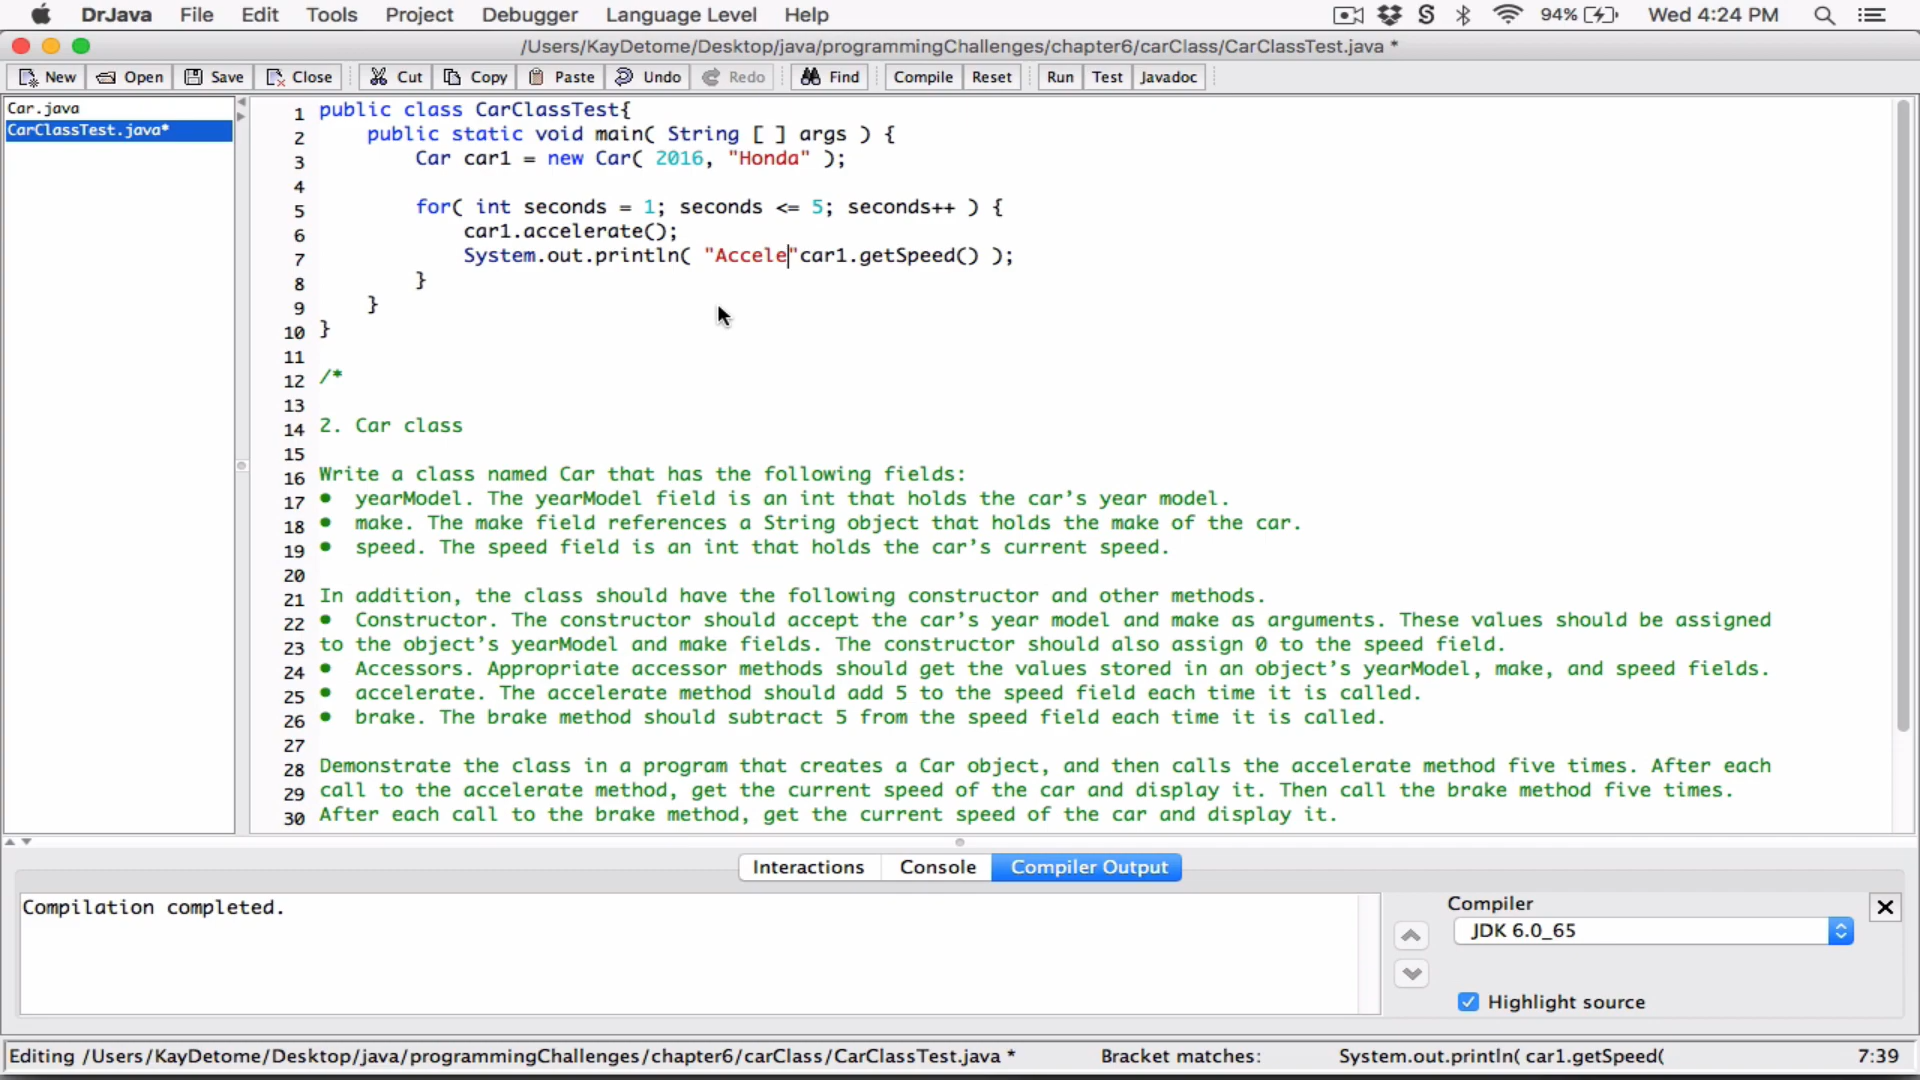 DrJava File Edit Tools Project Debugger Language Level Help 94% Wed 4:24 PM
/Users/KayDetome/Desktop/java/programmingChallenges/chapter6/carClass/CarClassTest.java *
New Open Save Close Cut Copy Paste Undo Redo Find Compile Reset Run Test Javadoc
Car.java
CarClassTest.java*
1 public class CarClassTest{
2 public static void main( String [ ] args ) {
3 Car car1 = new Car( 2016, "Honda" );
4
5 for( int seconds = 1; seconds <= 5; seconds++ ) {
6 car1.accelerate();
7 System.out.println( "Accele"car1.getSpeed() );
8 }
9 }
10 }
11
12 /*
13
14 2. Car class
15
16 Write a class named Car that has the following fields:
17 • yearModel. The yearModel field is an int that holds the car’s year model.
18 • make. The make field references a String object that holds the make of the car.
19 • speed. The speed field is an int that holds the car’s current speed.
20
21 In addition, the class should have the following constructor and other methods.
22 • Constructor. The constructor should accept the car’s year model and make as arguments. These values should be assigned
23 to the object’s yearModel and make fields. The constructor should also assign 0 to the speed field.
24 • Accessors. Appropriate accessor methods should get the values stored in an object’s yearModel, make, and speed fields.
25 • accelerate. The accelerate method should add 5 to the speed field each time it is called.
26 • brake. The brake method should subtract 5 from the speed field each time it is called.
27
28 Demonstrate the class in a program that creates a Car object, and then calls the accelerate method five times. After each
29 call to the accelerate method, get the current speed of the car and display it. Then call the brake method five times.
30 After each call to the brake method, get the current speed of the car and display it.
Interactions Console Compiler Output
Compilation completed.
Compiler
JDK 6.0_65
Highlight source
Editing /Users/KayDetome/Desktop/java/programmingChallenges/chapter6/carClass/CarClassTest.java * Bracket matches: System.out.println( car1.getSpeed( 7:39